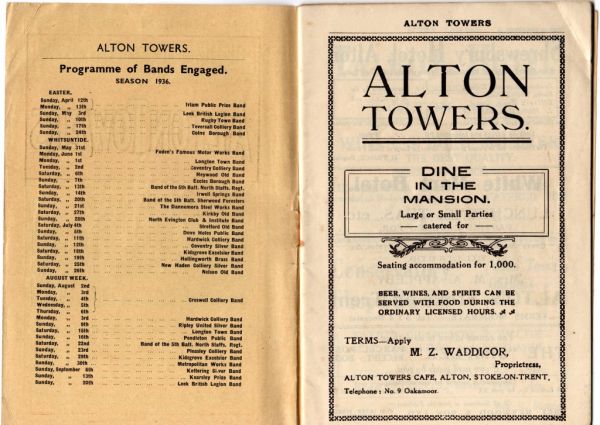 ALTON TOWERS.
Programme of Bands Engaged.
SEASON 1936.
EASTER.
Sunday, April 12th
Monday, „ 13th Irlam Public Prize Band
Sunday, May 3rd Leek British Legion Band
Sunday, „ 10th Rugby Town Band
Sunday, „ 17th Teversall Colliery Band
Sunday, „ 24th Colne Borough Band
WHITSUNTIDE.
Sunday, May 31st
Monday, June 1st Foden's Famous Motor Works Band
Monday, „ 1st Longton Town Band
Tuesday, „ 2nd Coventry Colliery Band
Saturday, „ 6th Heywood Old Band
Sunday, „ 7th Eccles Borough Band
Saturday, „ 13th Band of the 5th Batt. North Staffs. Regt.
Sunday, „ 14th Irwell Springs Band
Saturday, „ 20th Band of the 5th Batt. Sherwood Foresters
Sunday, „ 21st The Dannemora Steel Works Band
Saturday, „ 27th Kirkby Old Band
Sunday, „ 28th North Evington Club & Institute Band
Saturday, July 4th Stretford Old Band
Sunday, „ 5th Dove Holes Public Band
Saturday, „ 11th Hardwick Colliery Band
Sunday, „ 12th Coventry Silver Band
Saturday, „ 18th Kidsgrove Excelsior Band
Sunday, „ 19th Hollingworth Brass Band
Saturday, „ 25th New Haden Colliery Silver Band
Sunday, „ 26th Nelson Old Band
AUGUST WEEK.
Sunday, August 2nd
Monday, „ 3rd
Tuesday, „ 4th Creswell Colliery Band
Wednesday, „ 5th
Thursday, „ 6th
Monday, „ 3rd Hardwick Colliery Band
Sunday, „ 9th Ripley United Silver Band
Saturday, „ 15th Longton Town Band
Sunday, „ 16th Pendleton Public Band
Saturday, „ 22nd Band of the 5th Batt. North Staffs. Regt.
Sunday, „ 23rd Pleasley Colliery Band
Saturday, „ 29th Kidsgrove Excelsior Band
Sunday, „ 30th Metropolitan Works Band
Sunday, September 6th Kettering Silver Band
Sunday, „ 13th Kearsley Prize Band
Sunday, „ 20th Leek British Legion Band
ALTON TOWERS
ALTON
TOWERS.
DINE
IN THE
MANSION.
Large or Small Parties
catered for
Seating accommodation for 1,000.
BEER, WINES, AND SPIRITS CAN BE
SERVED WITH FOOD DURING THE
ORDINARY LICENSED HOURS.
TERMS—Apply
M. Z. WADDICOR,
Proprietress,
ALTON TOWERS CAFE, ALTON, STOKE-ON-TRENT.
Telephone: No. 9 Oakamoor.